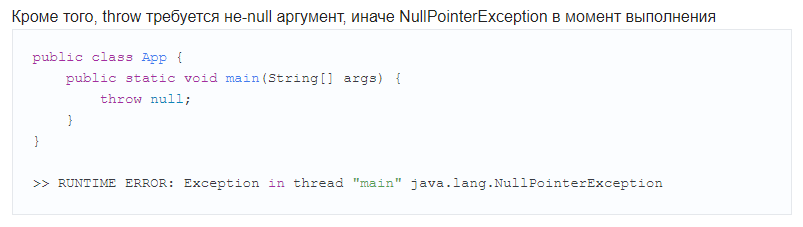 Кроме того, throw требуется не-null аргумент, иначе NullPointerException в момент выполнения
public class App {
    public static void main(String[] args) {
        throw null;
    }
}
>> RUNTIME ERROR: Exception in thread "main" java.lang.NullPointerException